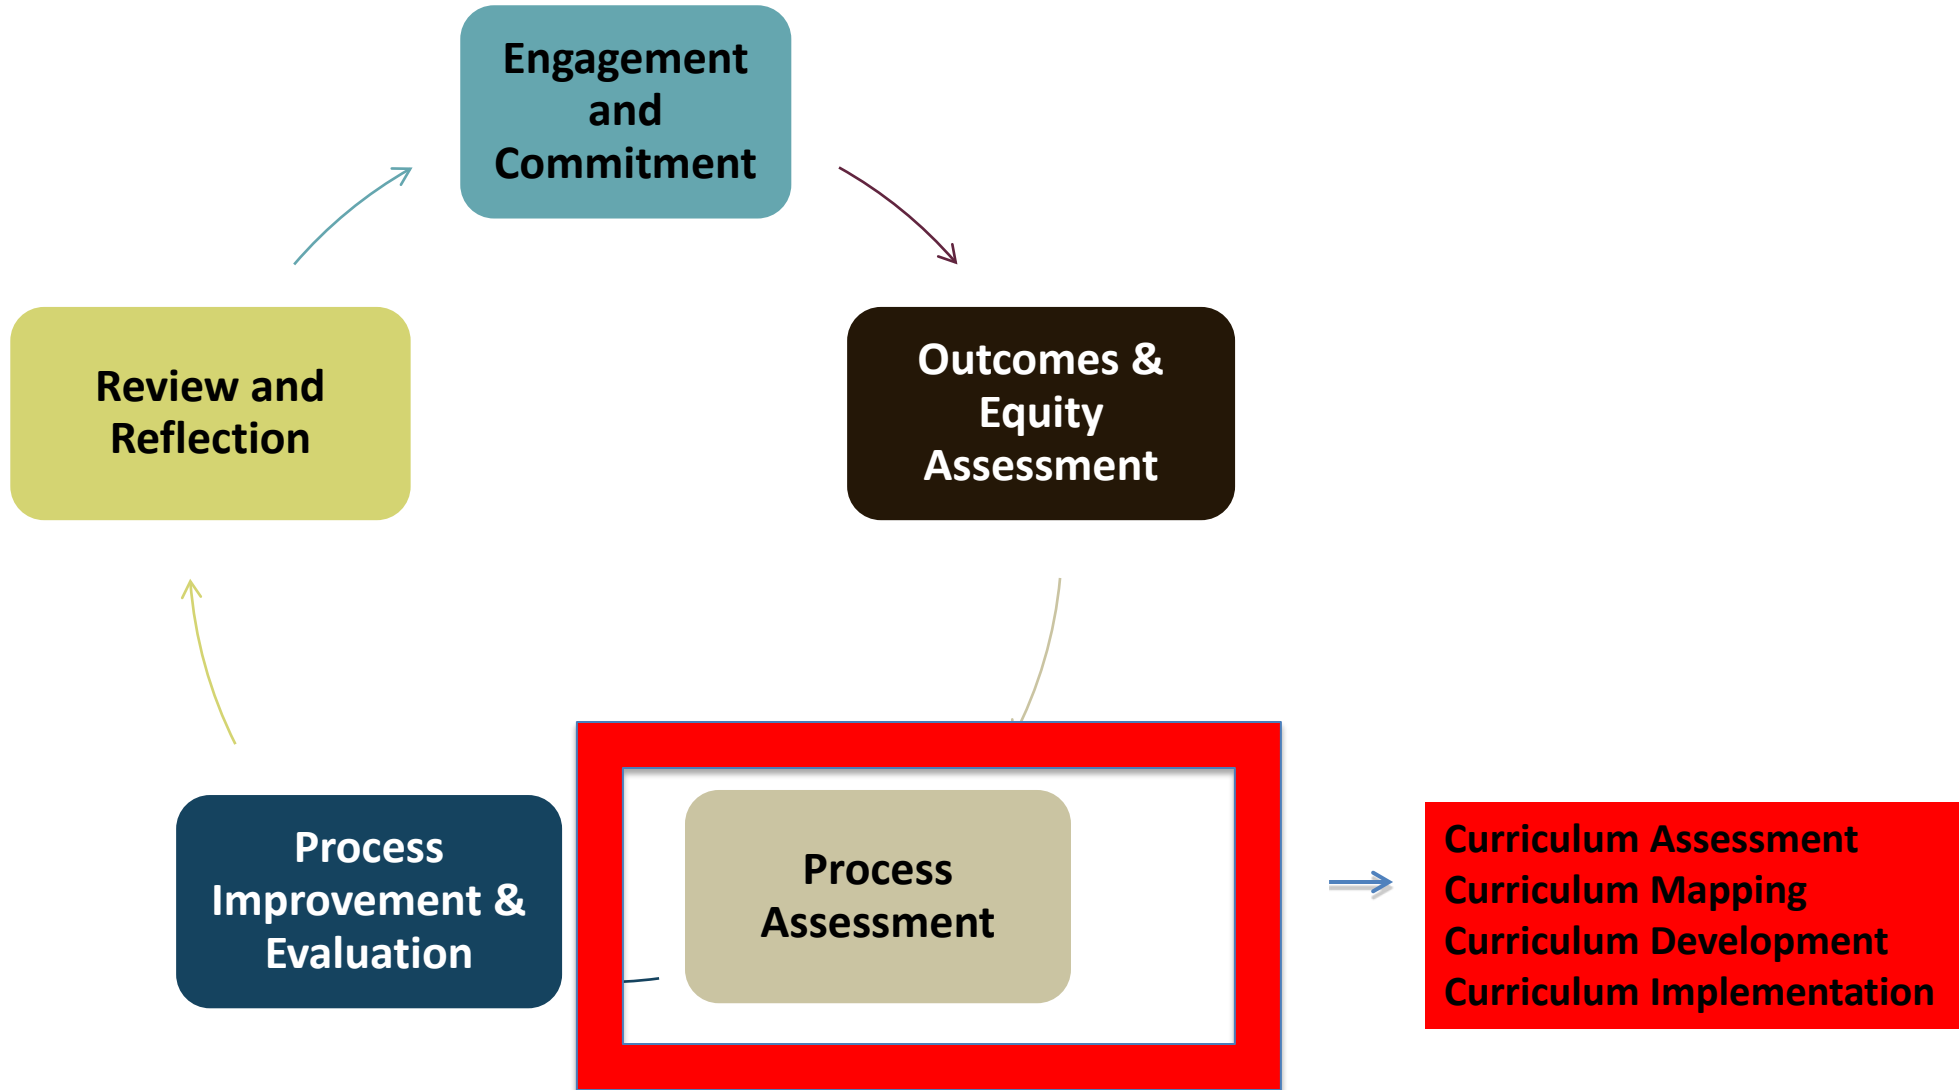 Engagement
and
Commitment
Review and
Reflection
Outcomes &
Equity
Assessment
Process
Improvement &
Evaluation
Process
Assessment
Curriculum Assessment
Curriculum Mapping
Curriculum Development
Curriculum Implementation